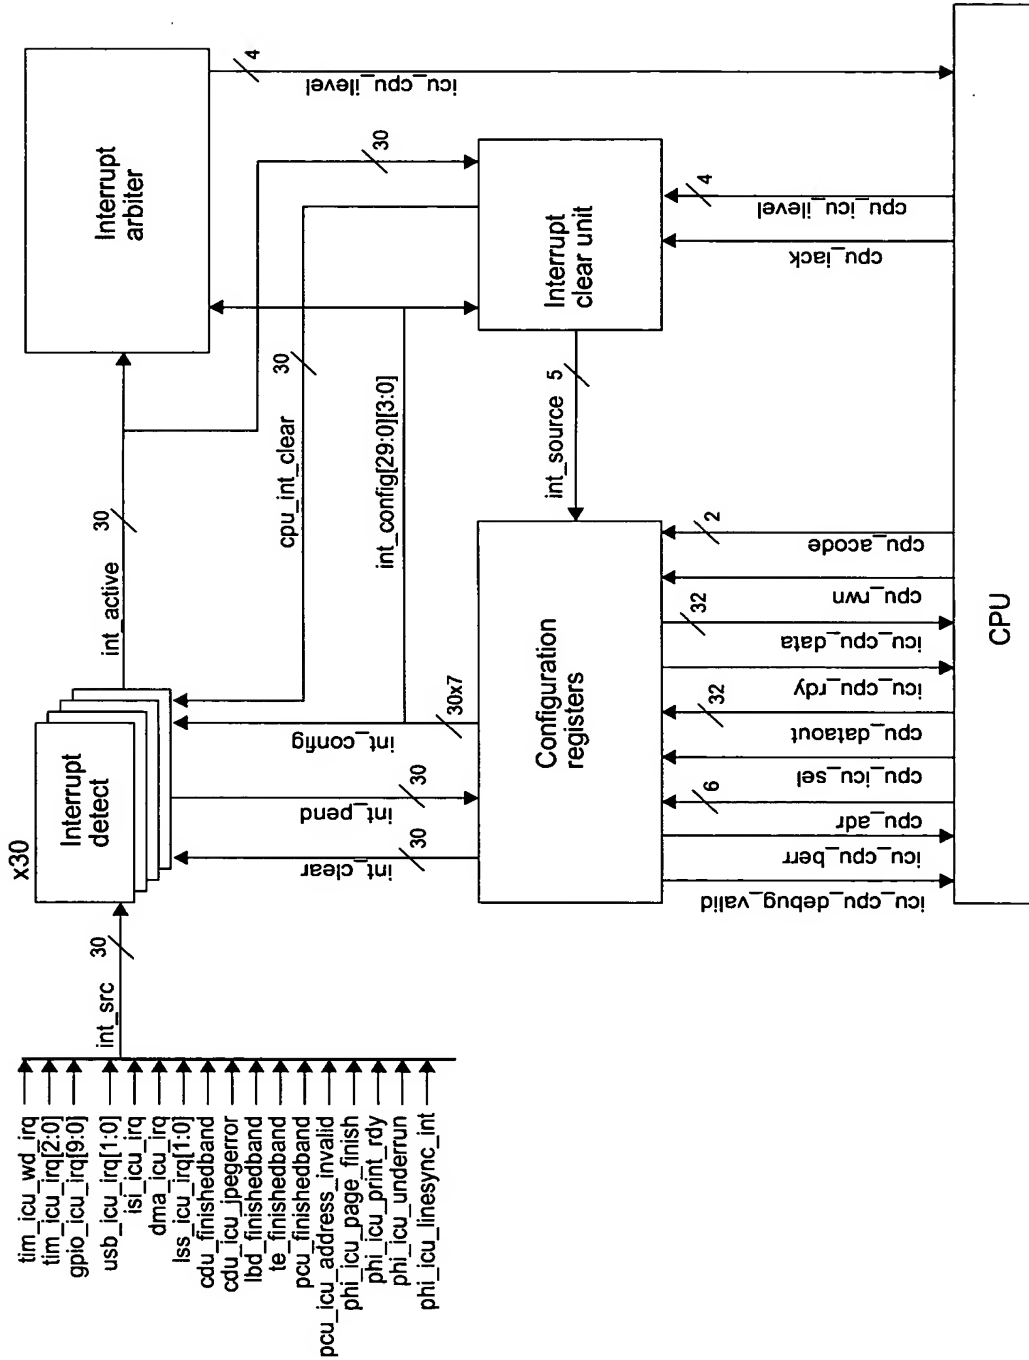 tim_icu_wd_irq
tim_icu_irq[2:0]
gpio_icu_irq[9:0]
usb_icu_irq[1:0]
isi_icu_irq
dma_icu_irq
lss_icu_irq[1:0]
cdu_finishedband
cdu_icu_jpegerror
lbd_finishedband
te_finishedband
pcu_finishedband
pcu_icu_address_invalid
phi_icu_page_finish
phi_icu_print_rdy
phi_icu_underrun
phi_icu_linesync_int
int_src
30
x30
Interrupt
detect
int_active
30
Interrupt
arbiter
4
icu_cpu_ilevel
30
30
cpu_int_clear
int_config[29:0][3:0]
int_clear
30
int_pend
30
int_config
30x7
Configuration
registers
int_source
5
Interrupt
clear unit
cpu_iack
4
cpu_icu_ilevel
icu_cpu_debug_valid
icu_cpu_berr
6
cpu_adr
cpu_icu_sel
32
cpu_dataout
icu_cpu_rdy
32
icu_cpu_data
cpu_rwn
2
cpu_acode
CPU